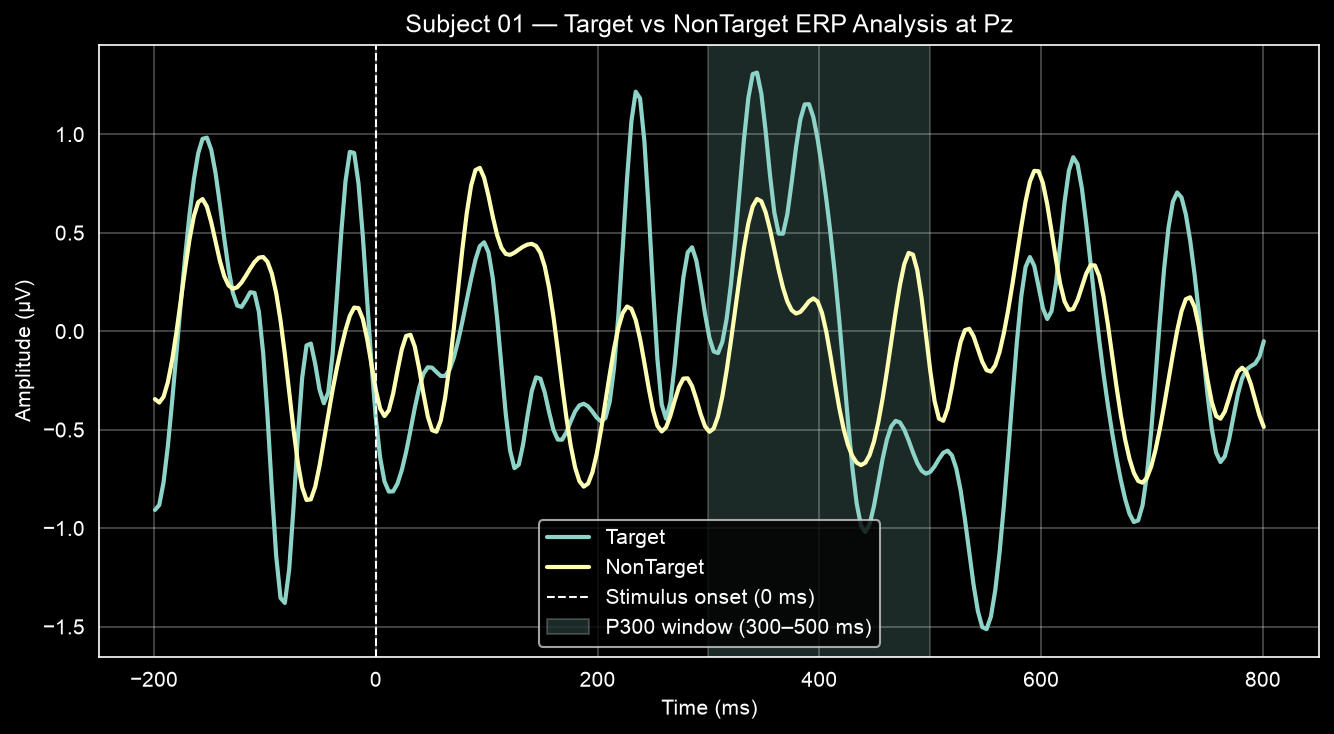 Subject 01 — Target vs NonTarget ERP Analysis at Pz
Amplitude (μV)
1.0
0.5
0.0
−0.5
−1.0
−1.5
Target
NonTarget
Stimulus onset (0 ms)
P300 window (300–500 ms)
−200 0 200 400 600 800
Time (ms)